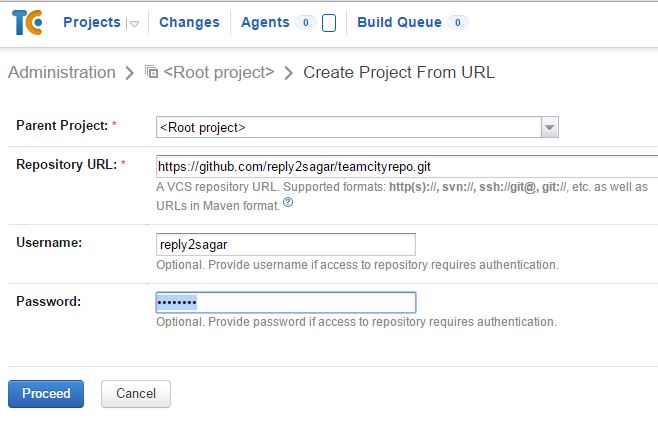 TC Projects Changes Agents 0 Build Queue 0
Administration > <Root project> > Create Project From URL
Parent Project: * <Root project>
Repository URL: * https://github.com/reply2sagar/teamcityrepo.git
A VCS repository URL. Supported formats: http(s)://, svn://, ssh://git@, git://, etc. as well as
URLs in Maven format. ?
Username: reply2sagar
Optional. Provide username if access to repository requires authentication.
Password: ••••••••
Optional. Provide password if access to repository requires authentication.
Proceed Cancel